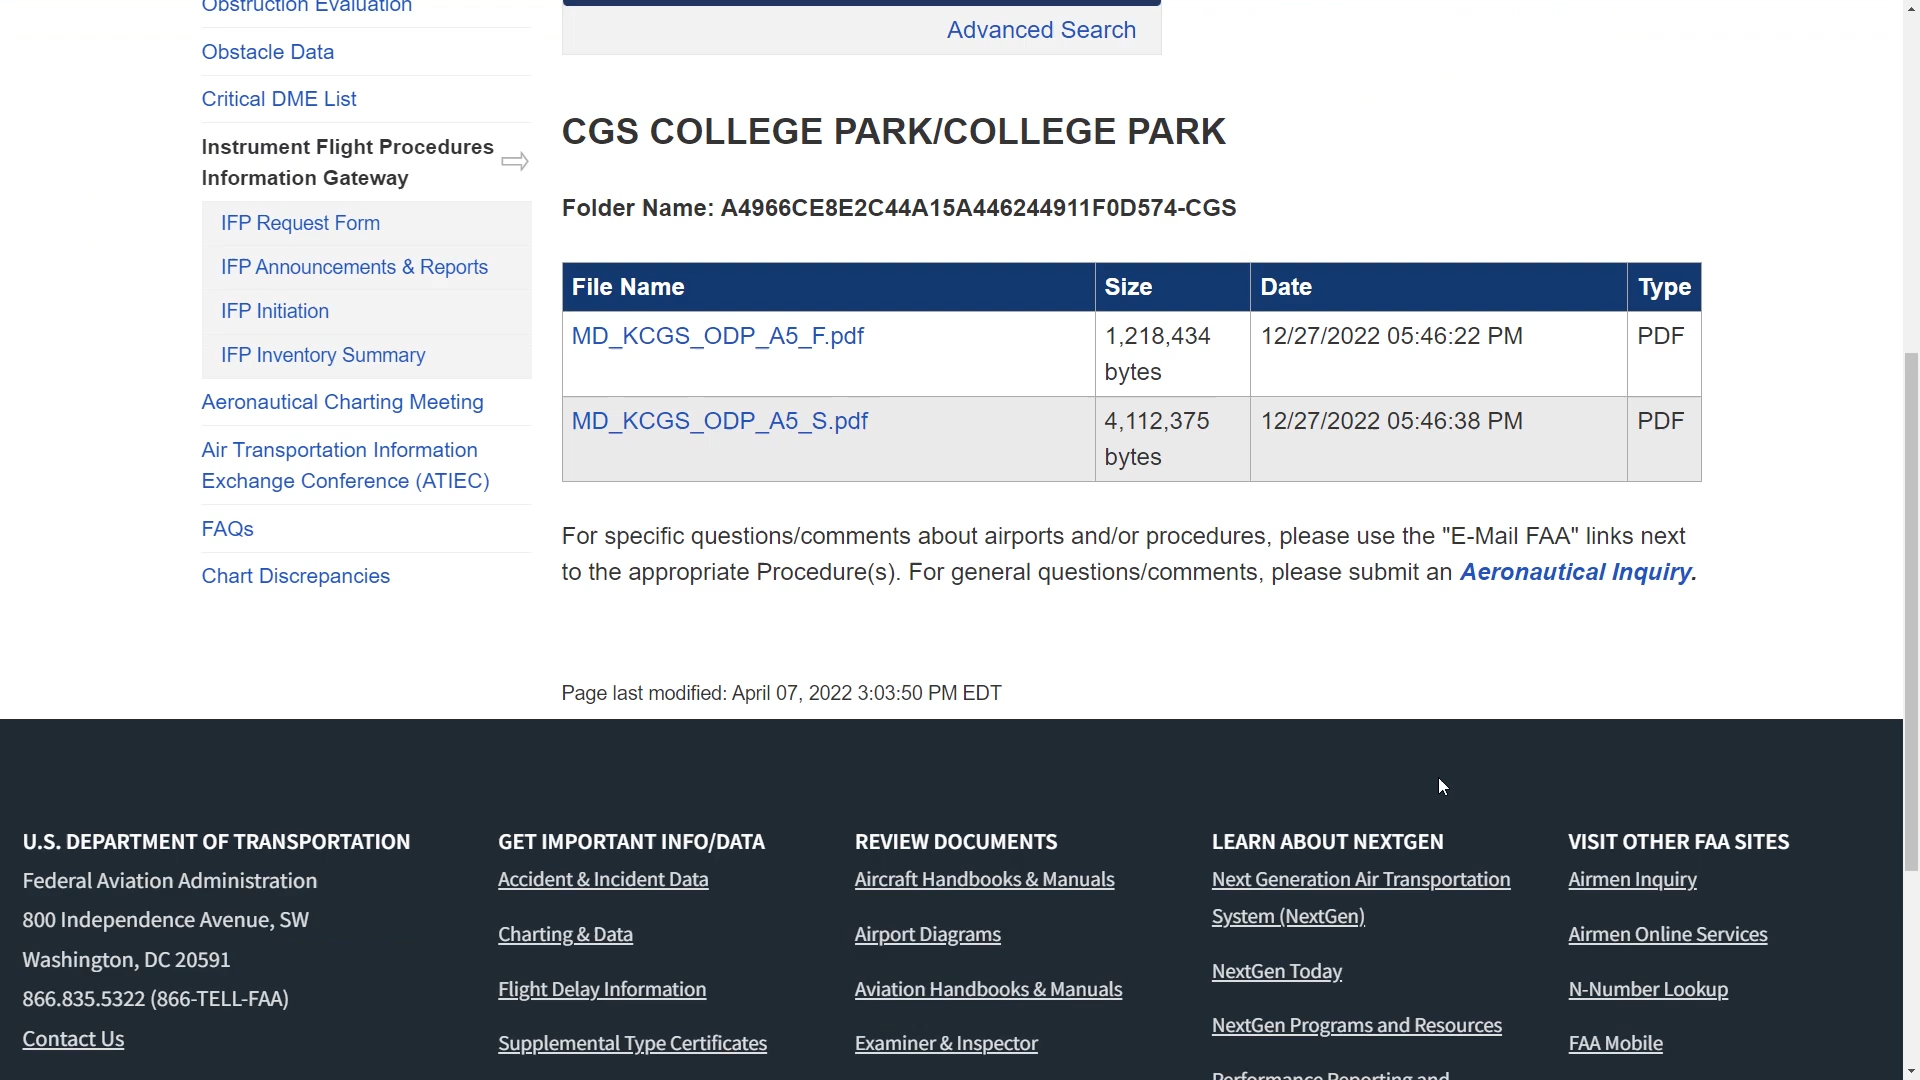 Obstruction Evaluation
Obstacle Data
Critical DME List
Instrument Flight Procedures
Information Gateway
IFP Request Form
IFP Announcements & Reports
IFP Initiation
IFP Inventory Summary
Aeronautical Charting Meeting
Air Transportation Information
Exchange Conference (ATIEC)
FAQs
Chart Discrepancies
Advanced Search
CGS COLLEGE PARK/COLLEGE PARK
Folder Name: A4966CE8E2C44A15A446244911F0D574-CGS
File Name Size Date Type
MD_KCGS_ODP_A5_F.pdf 1,218,434 12/27/2022 05:46:22 PM PDF
bytes
MD_KCGS_ODP_A5_S.pdf 4,112,375 12/27/2022 05:46:38 PM PDF
bytes
For specific questions/comments about airports and/or procedures, please use the "E-Mail FAA" links next
to the appropriate Procedure(s). For general questions/comments, please submit an Aeronautical Inquiry.
Page last modified: April 07, 2022 3:03:50 PM EDT
U.S. DEPARTMENT OF TRANSPORTATION
Federal Aviation Administration
800 Independence Avenue, SW
Washington, DC 20591
866.835.5322 (866-TELL-FAA)
Contact Us
GET IMPORTANT INFO/DATA
Accident & Incident Data
Charting & Data
Flight Delay Information
Supplemental Type Certificates
REVIEW DOCUMENTS
Aircraft Handbooks & Manuals
Airport Diagrams
Aviation Handbooks & Manuals
Examiner & Inspector
LEARN ABOUT NEXTGEN
Next Generation Air Transportation
System (NextGen)
NextGen Today
NextGen Programs and Resources
Performance Reporting and
VISIT OTHER FAA SITES
Airmen Inquiry
Airmen Online Services
N-Number Lookup
FAA Mobile